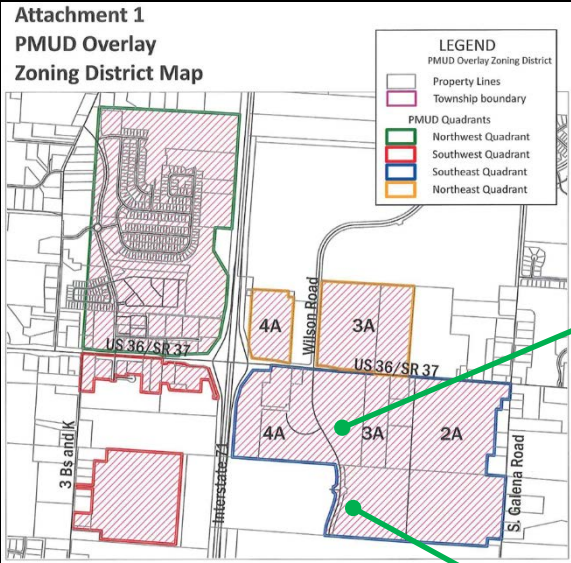 Attachment 1
PMUD Overlay
Zoning District Map
LEGEND
PMUD Overlay Zoning District
Property Lines
Township boundary
PMUD Quadrants
Northwest Quadrant
Southwest Quadrant
Southeast Quadrant
Northeast Quadrant
4A
Wilson Road
3A
US 36/SR 37
US 36/SR 37
4A
3A
2A
3 Bs and K
Interstate 71
S. Galena Road